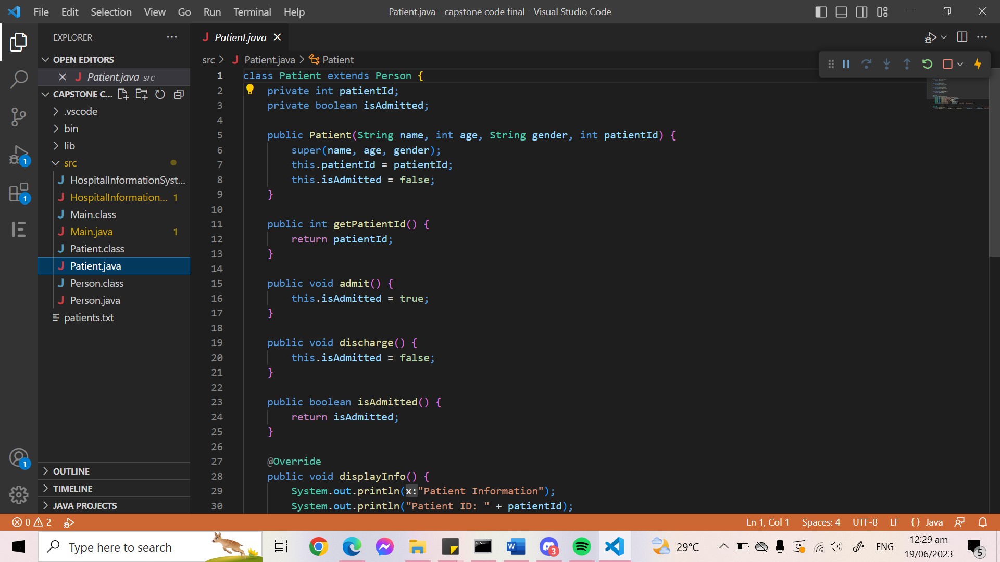 File Edit Selection View Go Run Terminal Help
Patient.java - capstone code final - Visual Studio Code
EXPLORER
OPEN EDITORS
Patient.java src
CAPSTONE C...
.vscode
bin
lib
src
HospitalInformationSyst...
HospitalInformation... 1
Main.class
Main.java 1
Patient.class
Patient.java
Person.class
Person.java
patients.txt
OUTLINE
TIMELINE
JAVA PROJECTS
1
1
1
Patient.java
src > Patient.java > Patient
1 class Patient extends Person {
2 private int patientId;
3 private boolean isAdmitted;
4
5 public Patient(String name, int age, String gender, int patientId) {
6 super(name, age, gender);
7 this.patientId = patientId;
8 this.isAdmitted = false;
9 }
10
11 public int getPatientId() {
12 return patientId;
13 }
14
15 public void admit() {
16 this.isAdmitted = true;
17 }
18
19 public void discharge() {
20 this.isAdmitted = false;
21 }
22
23 public boolean isAdmitted() {
24 return isAdmitted;
25 }
26
27 @Override
28 public void displayInfo() {
29 System.out.println(x:"Patient Information");
30 System.out.println("Patient ID: " + patientId);
0 2
Ln 1, Col 1 Spaces: 4 UTF-8 LF {} Java
Type here to search
3
29°C
ENG
12:29 am
19/06/2023
5